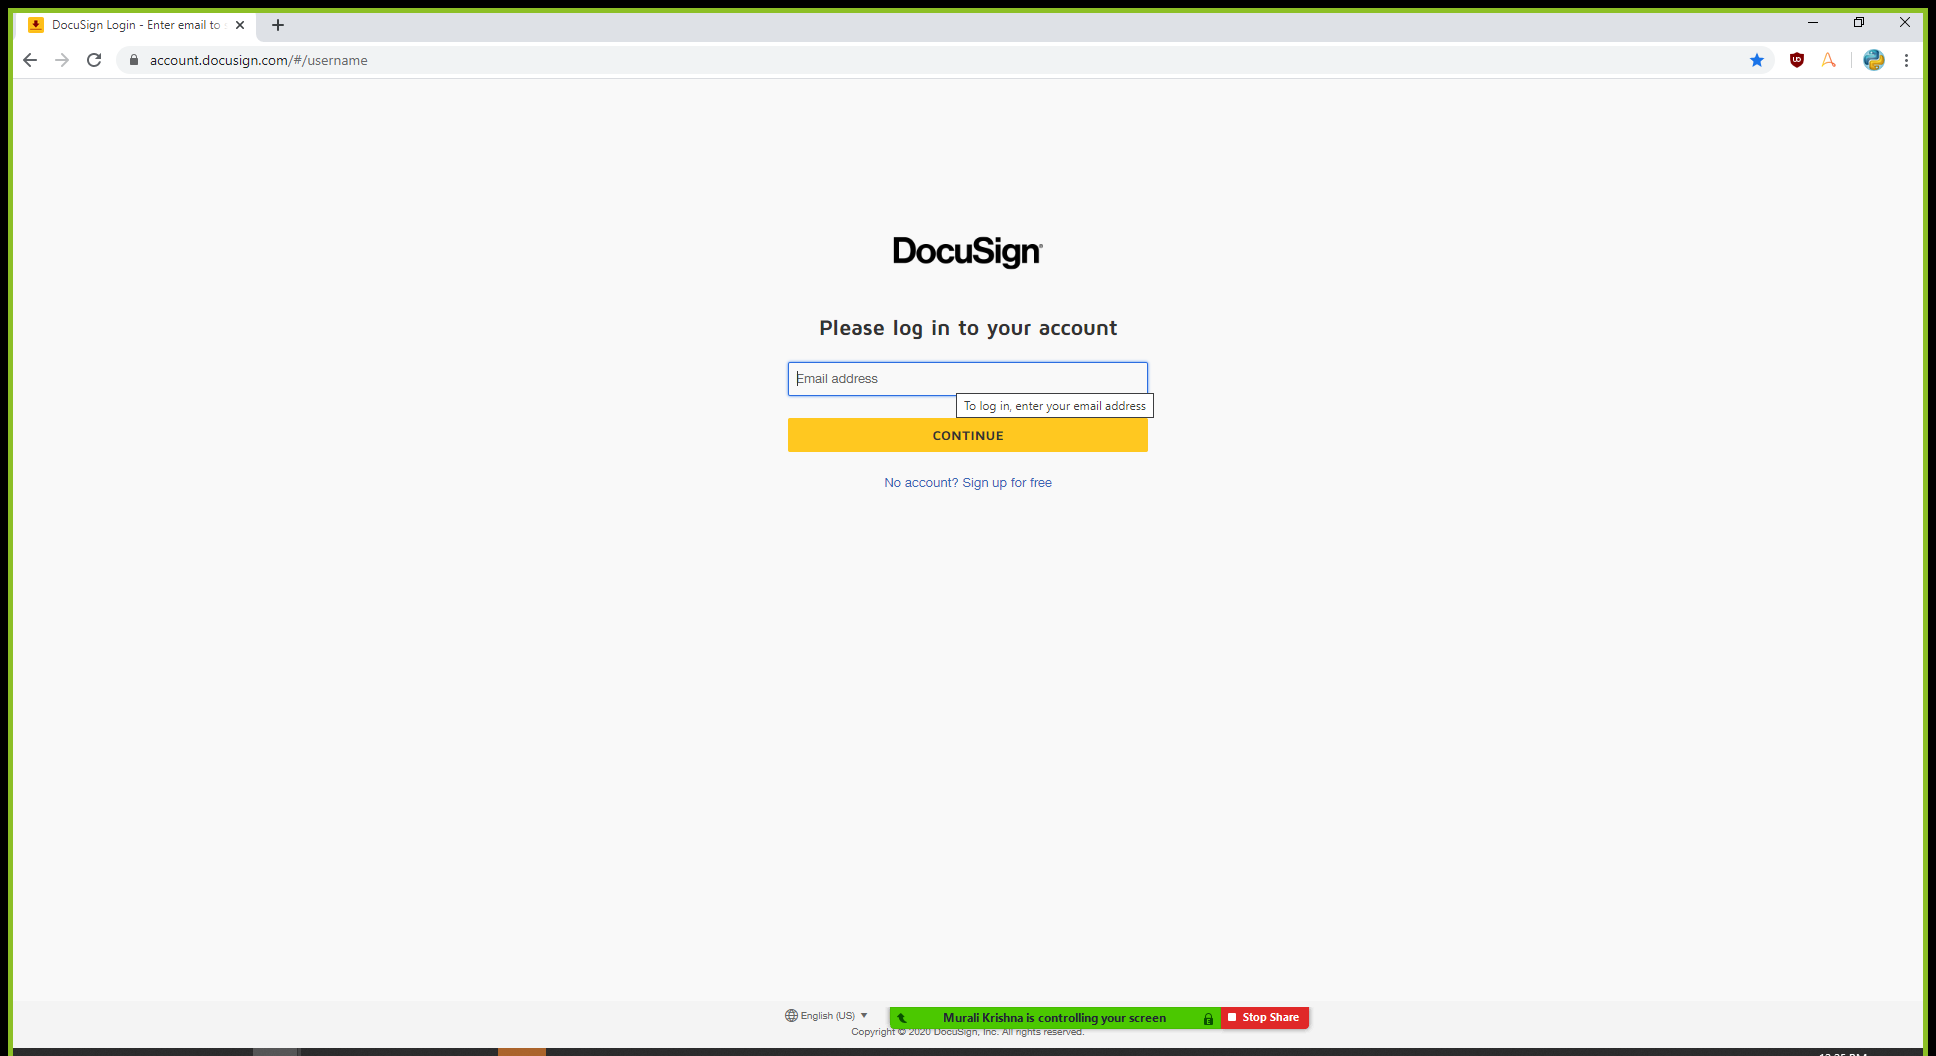 DocuSign Login - Enter email to
account.docusign.com/#/username
DocuSign
Please log in to your account
Email address
To log in, enter your email address
CONTINUE
No account? Sign up for free
English (US)
Murali Krishna is controlling your screen
Stop Share
Copyright © 2020 DocuSign, Inc. All rights reserved.